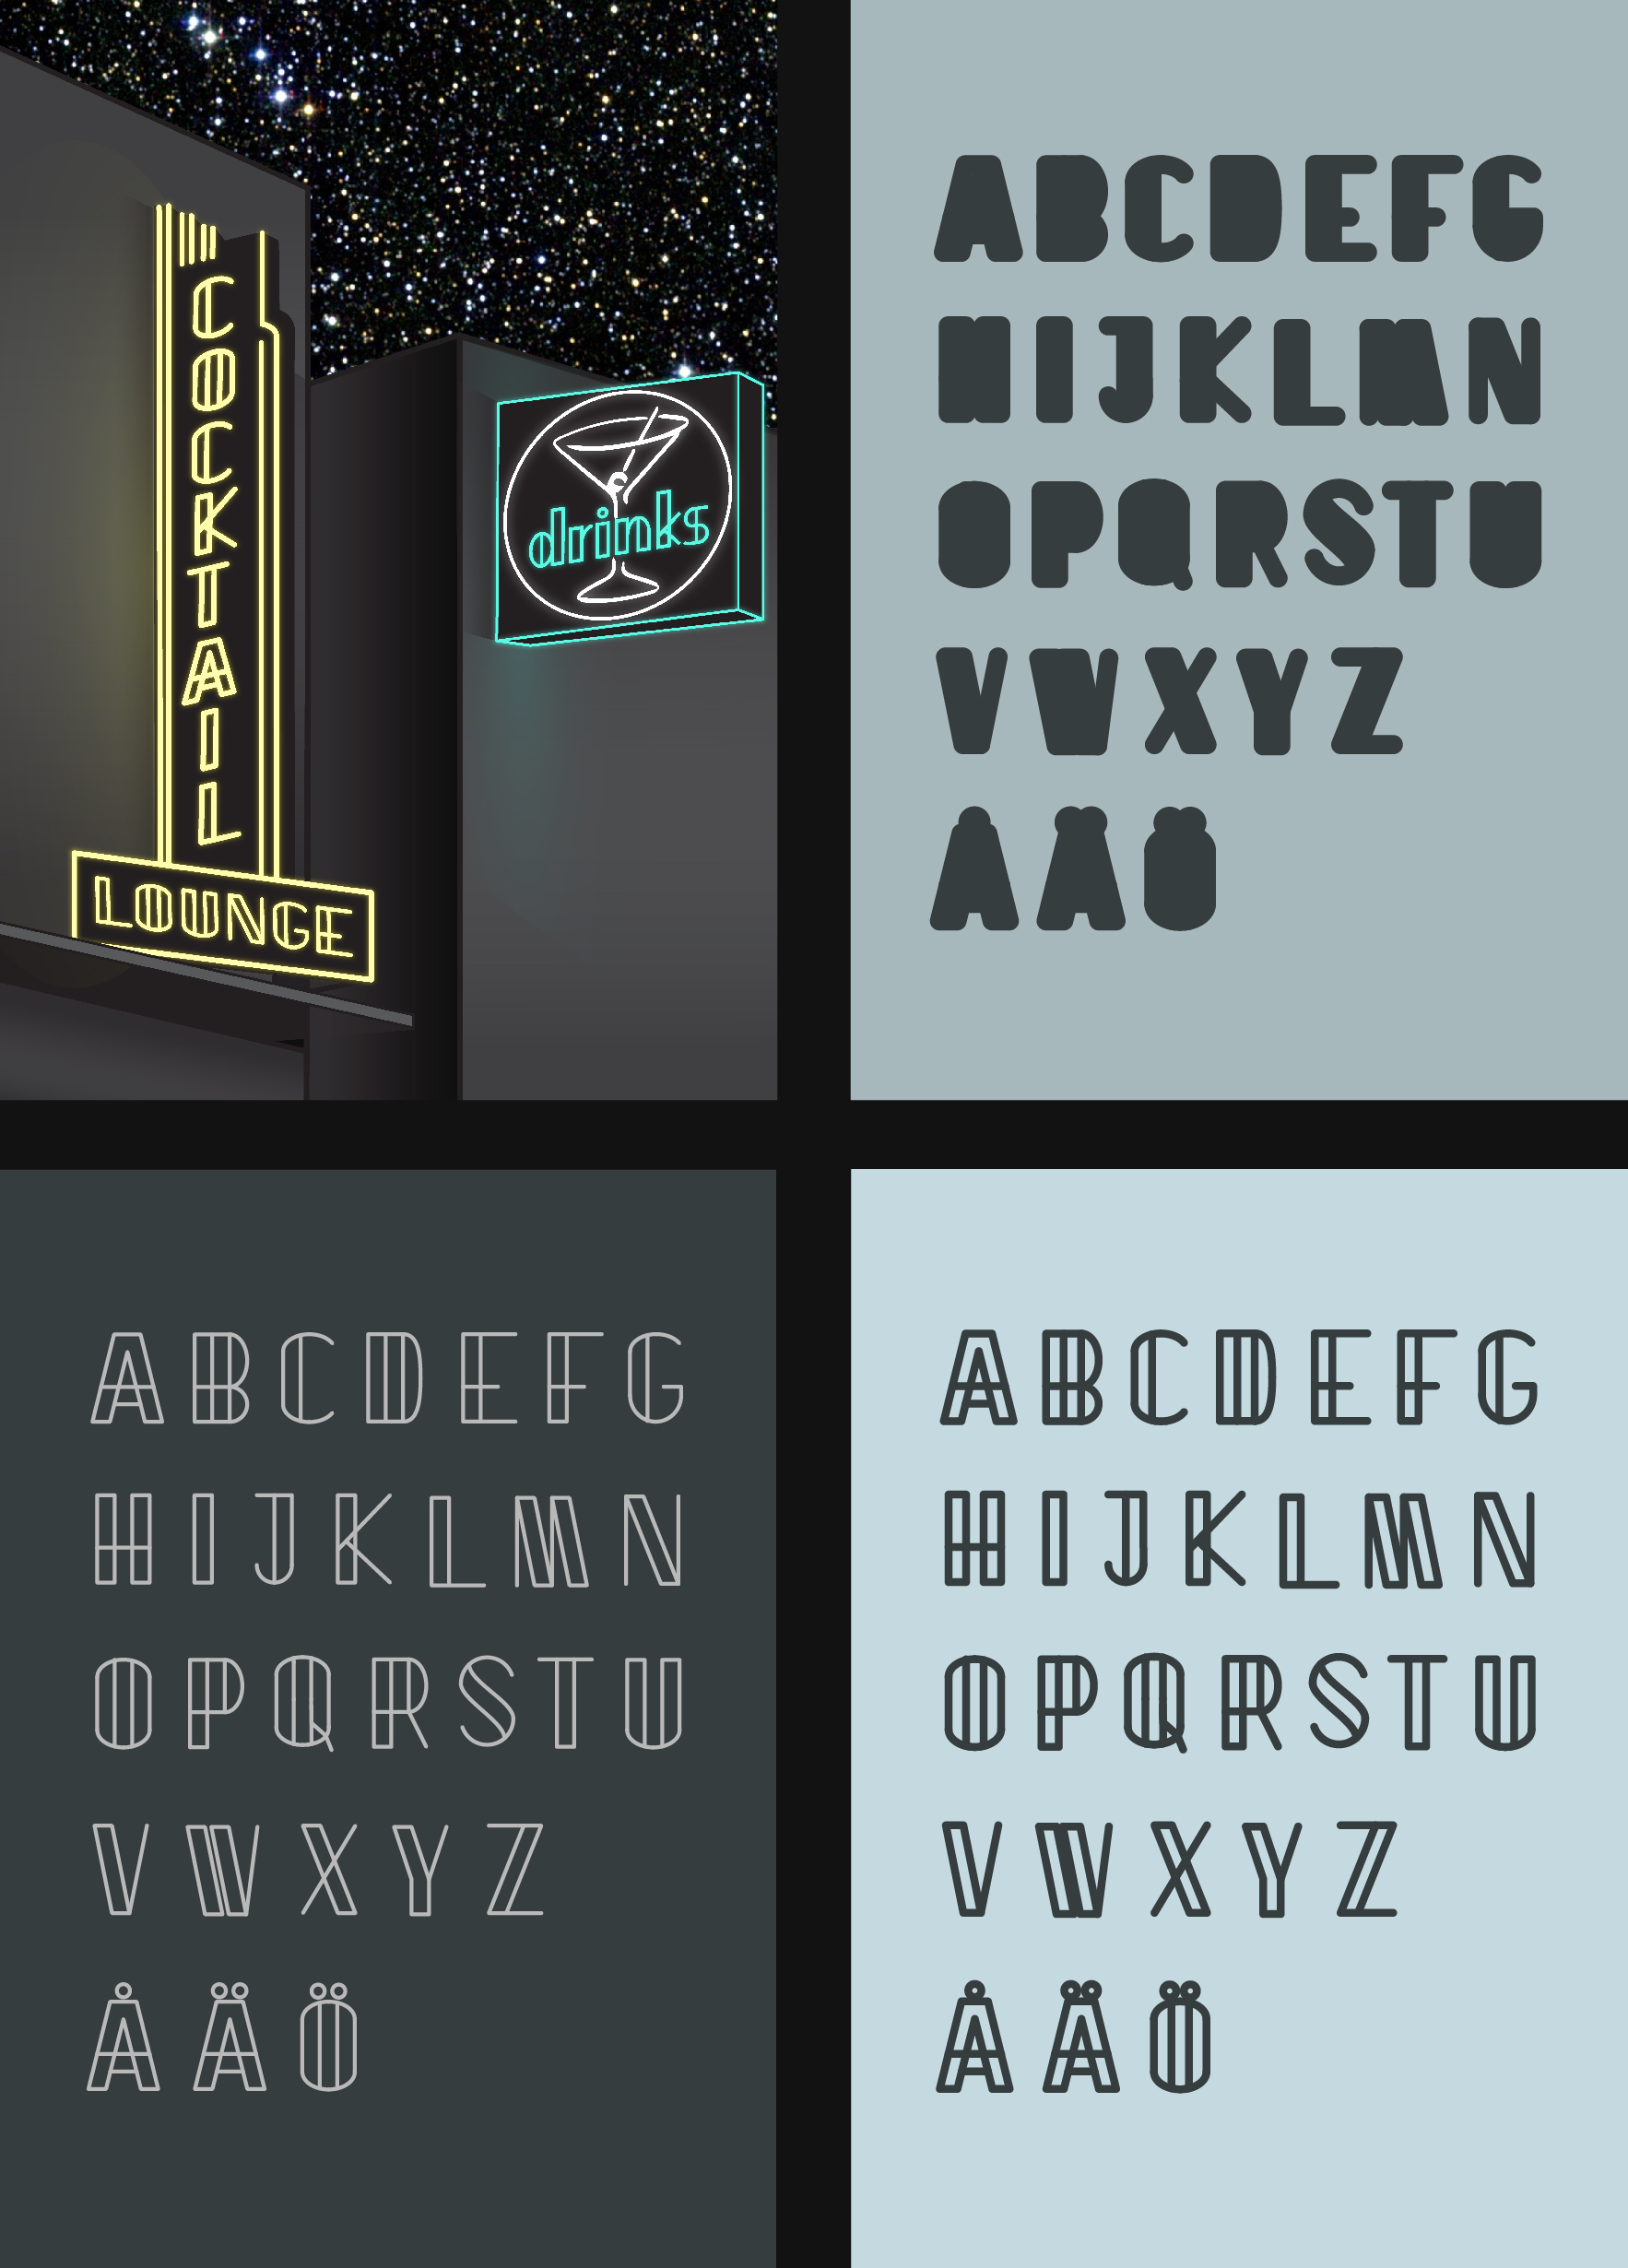 COCKTAIL
LOUNGE
drinks
ABCDEFG
HIJKLMN
OPQRSTU
VWXYZ
ÅÄÖ
ABCDEFG
HIJKLMN
OPQRSTU
VWXYZ
ÅÄÖ
ABCDEFG
HIJKLMN
OPQRSTU
VWXYZ
ÅÄÖ